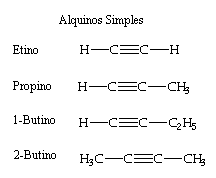 Alquinos Simples
Etino H—C≡C—H
Propino H—C≡C—CH₃
1-Butino H—C≡C—C₂H₅
2-Butino H₃C—C≡C—CH₃